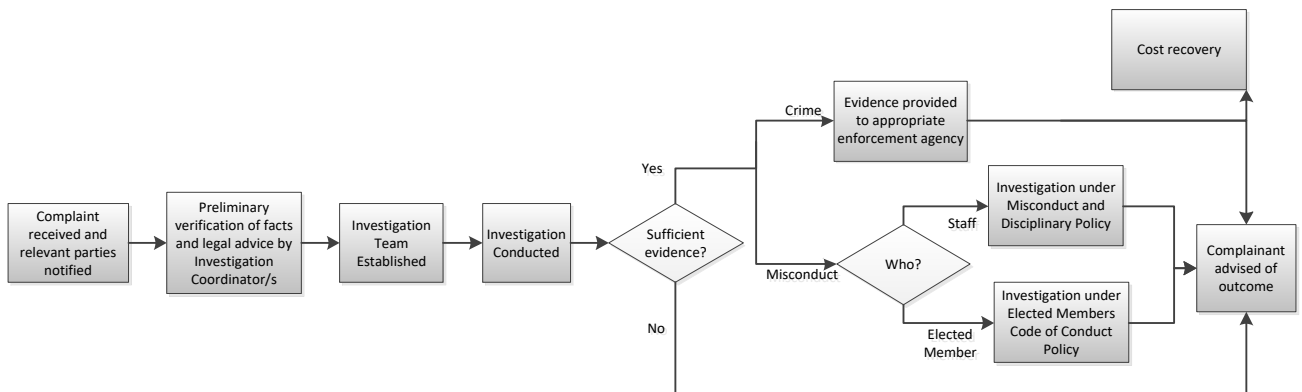 Complaint
received and
relevant parties
notified
Preliminary
verification of facts
and legal advice by
Investigation
Coordinator/s
Investigation
Team
Established
Investigation
Conducted
Sufficient
evidence?
Yes
No
Crime
Misconduct
Evidence provided
to appropriate
enforcement agency
Cost recovery
Who?
Staff
Elected
Member
Investigation under
Misconduct and
Disciplinary Policy
Investigation under
Elected Members
Code of Conduct
Policy
Complainant
advised of
outcome